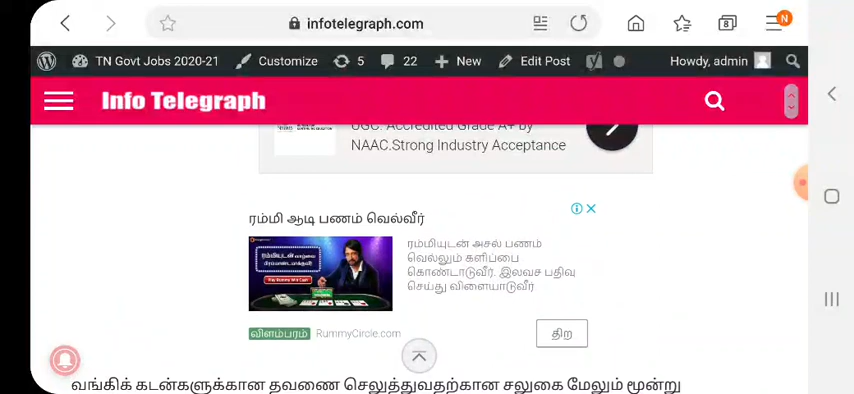 infotelegraph.com
8
N
TN Govt Jobs 2020-21 Customize 5 22 New Edit Post Howdy, admin
Info Telegraph
UGC. Accredited Grade A+ by
NAAC.Strong Industry Acceptance
ரம்மி ஆடி பணம் வெல்வீர்
ரம்மியுடன் அசல் பணம்
வெல்லும் களிப்பை
கொண்டாடுவீர். இலவச பதிவு
செய்து விளையாடுவீர்
விளம்பரம் RummyCircle.com
திற
வங்கிக் கடன்களுக்கான தவணை செலுத்துவதற்கான சலுகை மேலும் மூன்று